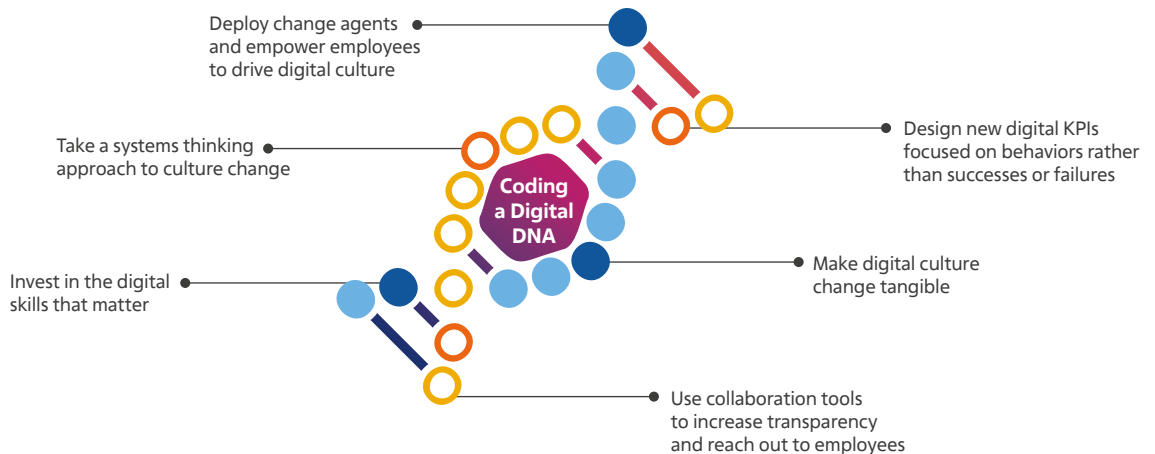 Deploy change agents
and empower employees
to drive digital culture
Take a systems thinking
approach to culture change
Design new digital KPIs
focused on behaviors rather
than successes or failures
Coding
a Digital
DNA
Invest in the digital
skills that matter
Make digital culture
change tangible
Use collaboration tools
to increase transparency
and reach out to employees